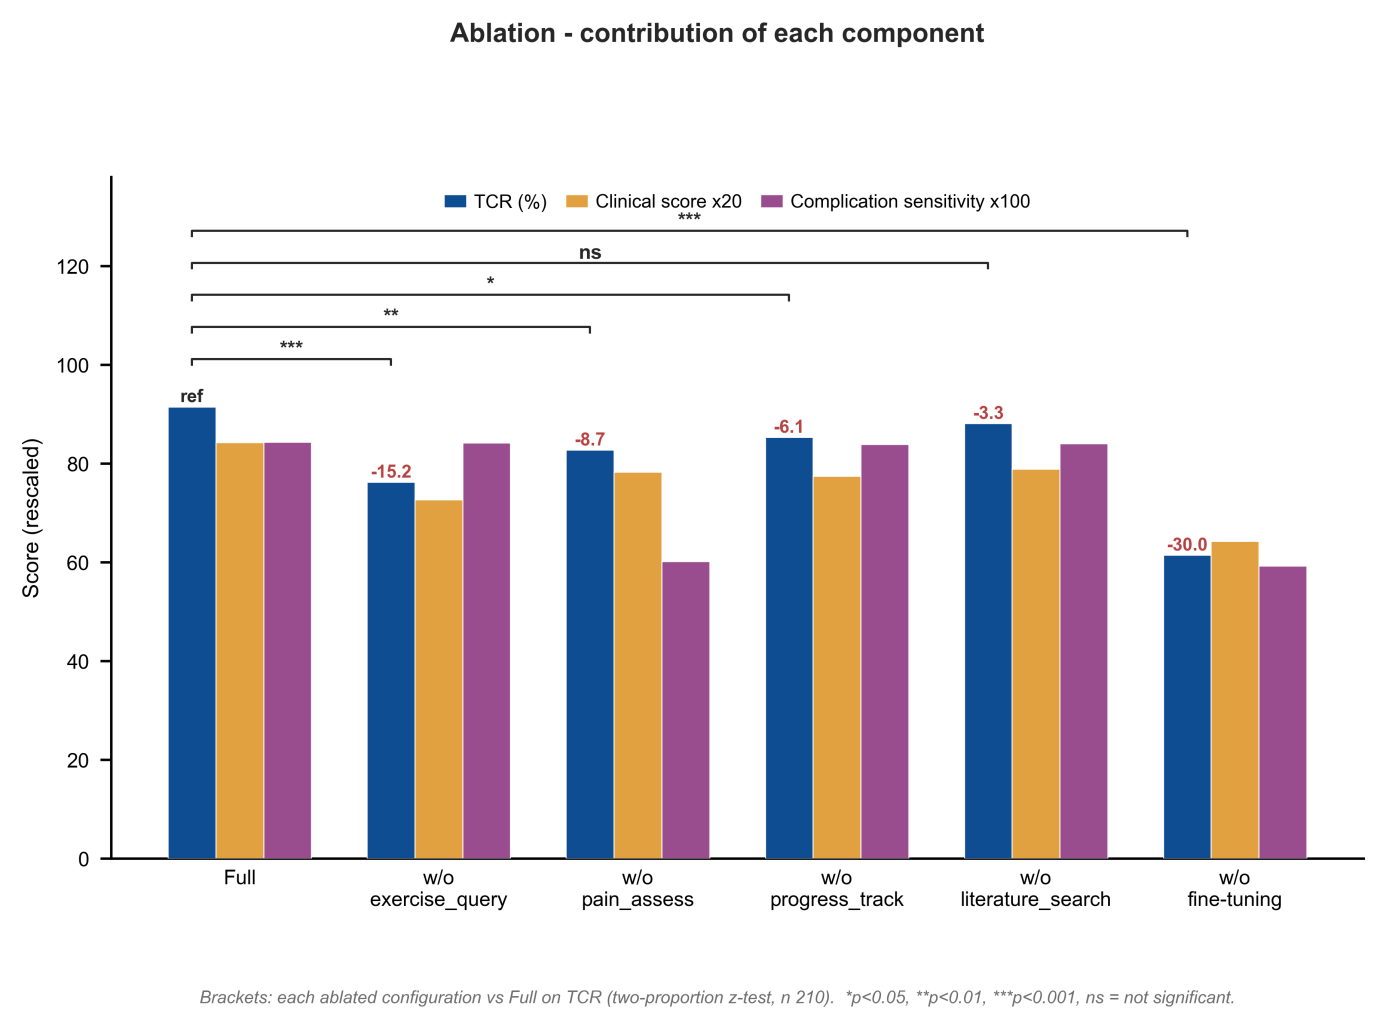 Ablation - contribution of each component
TCR (%) Clinical score x20 Complication sensitivity x100
***
ns
*
**
***
ref
-15.2
-8.7
-6.1
-3.3
-30.0
Score (rescaled)
120
100
80
60
40
20
0
Full
w/o
exercise_query
w/o
pain_assess
w/o
progress_track
w/o
literature_search
w/o
fine-tuning
Brackets: each ablated configuration vs Full on TCR (two-proportion z-test, n 210). *p<0.05, **p<0.01, ***p<0.001, ns = not significant.